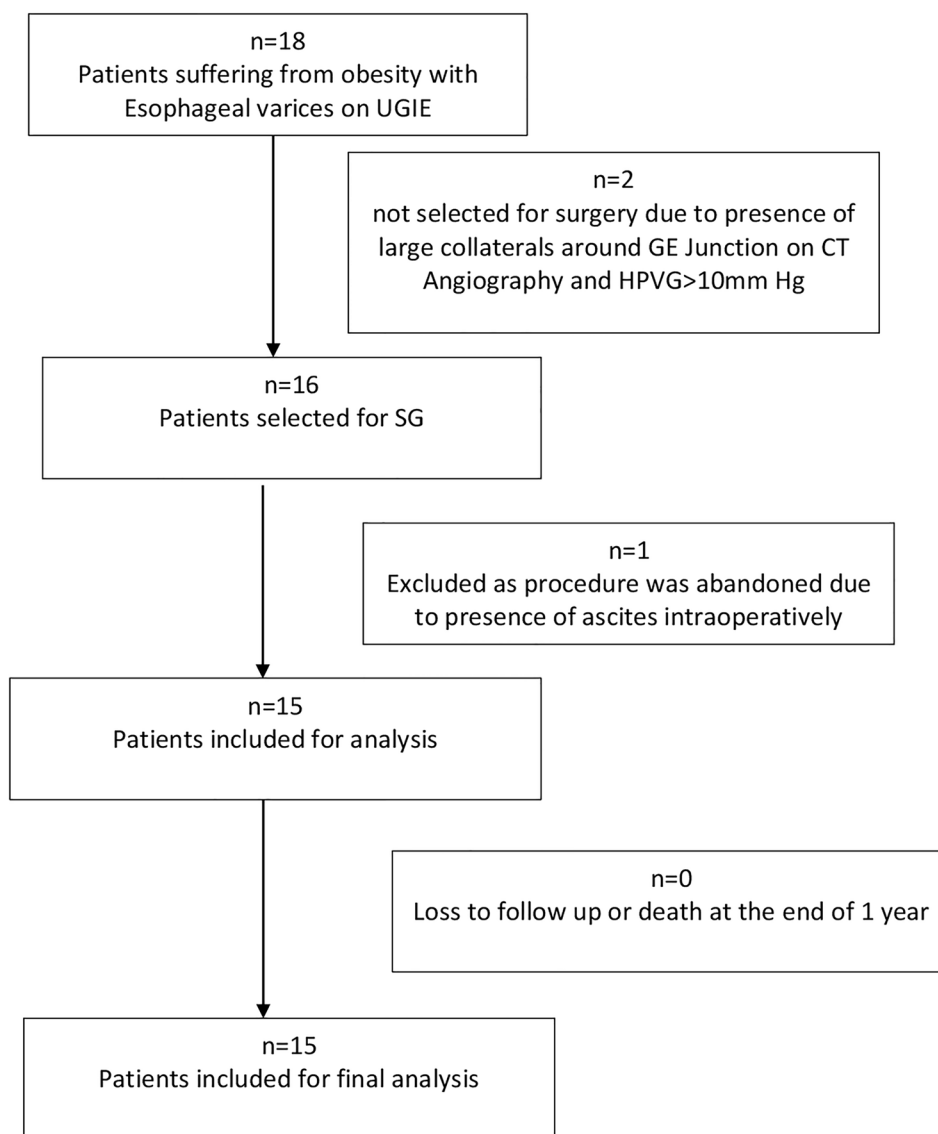 n=18
Patients suffering from obesity with
Esophageal varices on UGIE
n=2
not selected for surgery due to presence of
large collaterals around GE Junction on CT
Angiography and HPVG>10mm Hg
n=16
Patients selected for SG
n=1
Excluded as procedure was abandoned due
to presence of ascites intraoperatively
n=15
Patients included for analysis
n=0
Loss to follow up or death at the end of 1 year
n=15
Patients included for final analysis